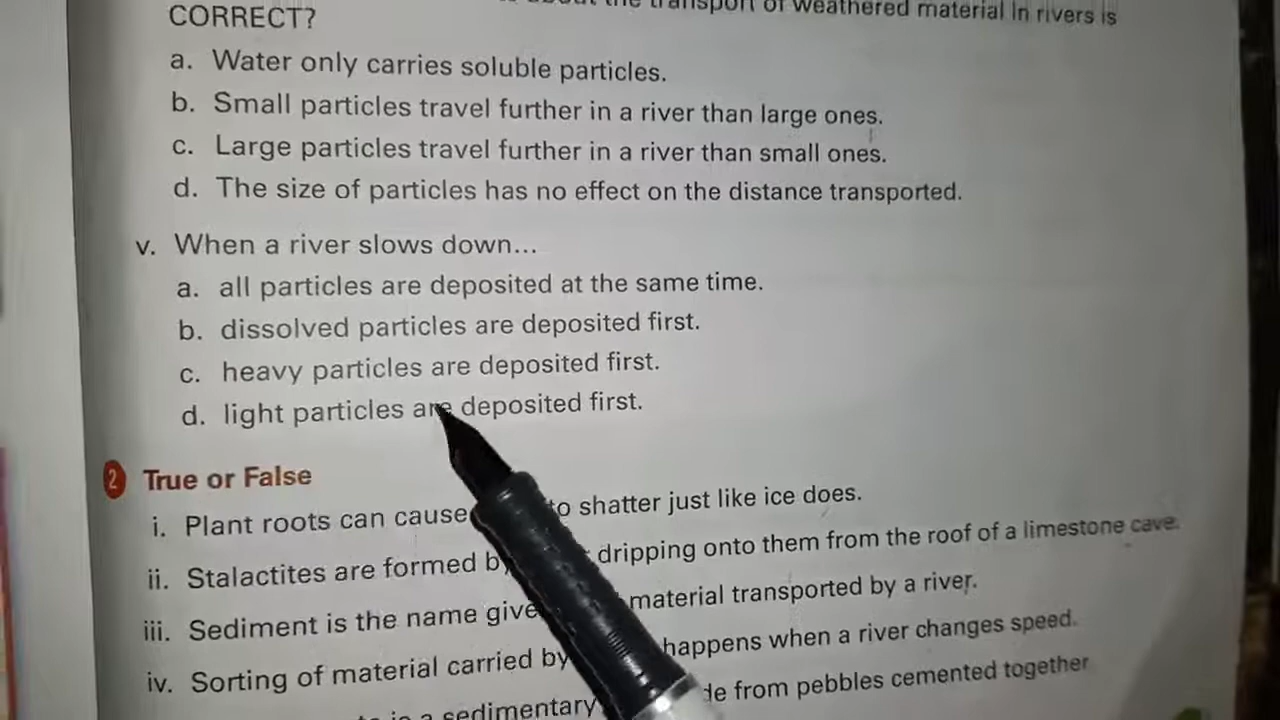 about the transport of weathered material in rivers is
CORRECT?
a. Water only carries soluble particles.
b. Small particles travel further in a river than large ones.
c. Large particles travel further in a river than small ones.
d. The size of particles has no effect on the distance transported.
v. When a river slows down...
a. all particles are deposited at the same time.
b. dissolved particles are deposited first.
c. heavy particles are deposited first.
d. light particles are deposited first.
2 True or False
i. Plant roots can cause to shatter just like ice does.
ii. Stalactites are formed by dripping onto them from the roof of a limestone cave.
iii. Sediment is the name give material transported by a river.
iv. Sorting of material carried by happens when a river changes speed.
is a sedimentary from pebbles cemented together